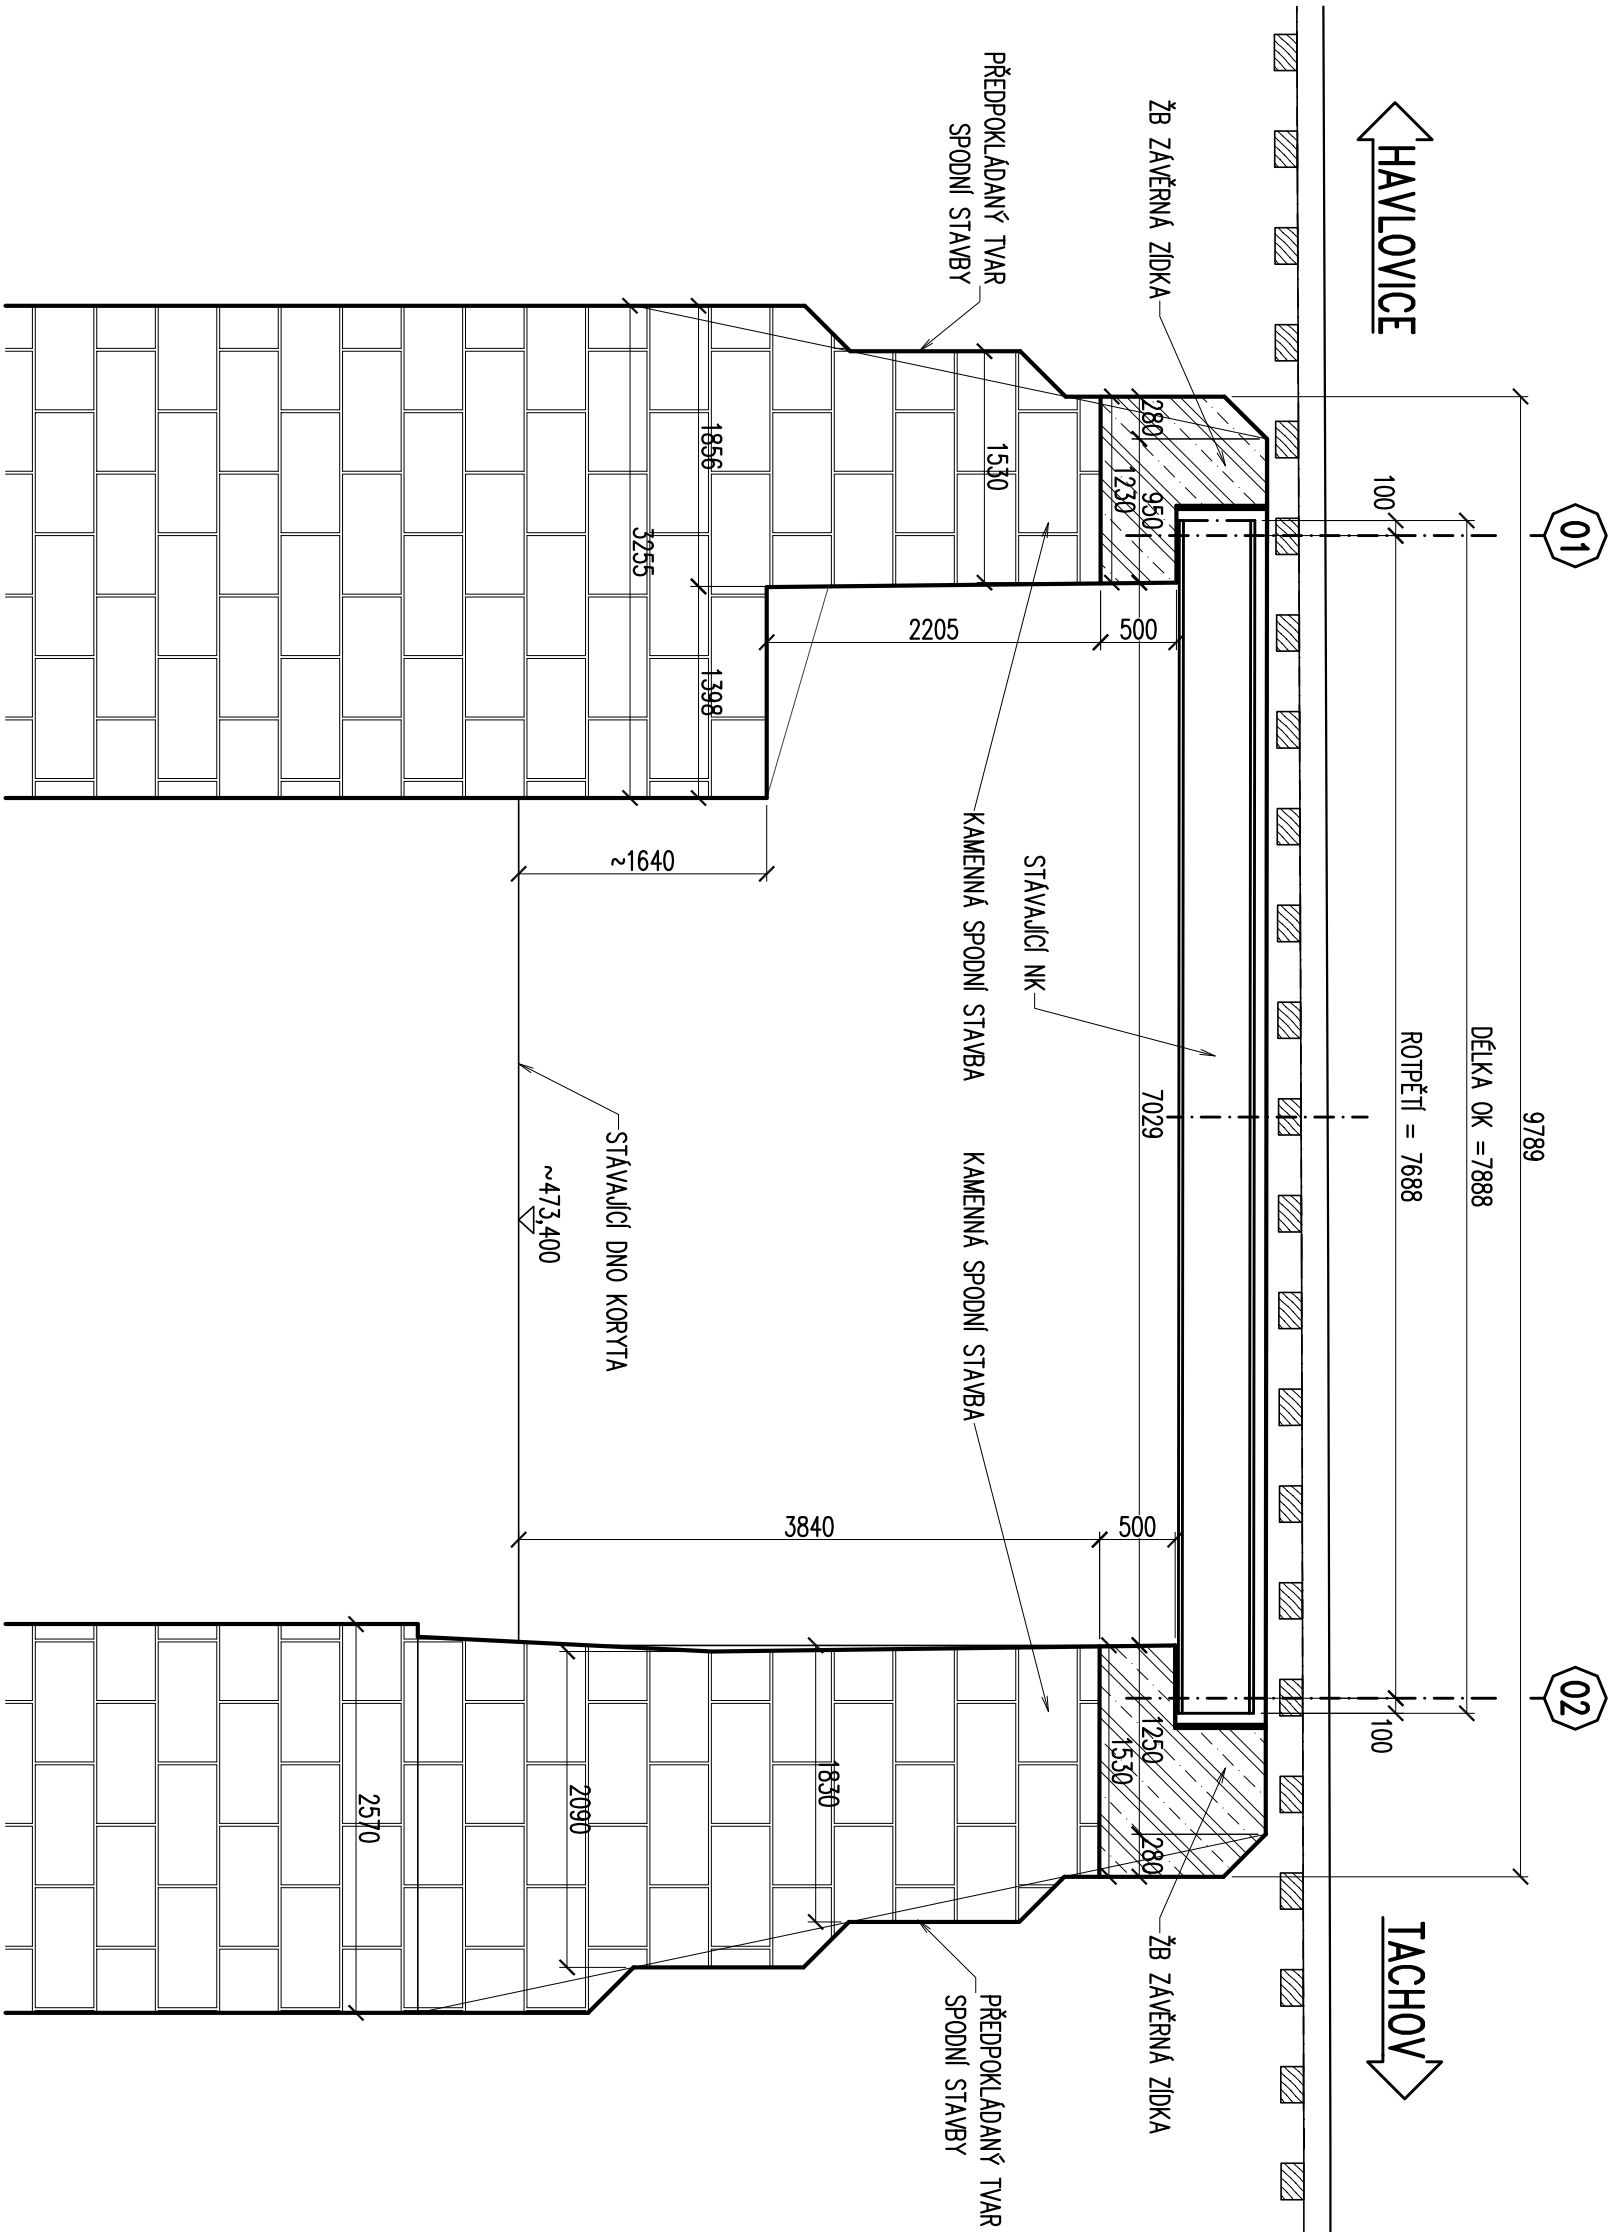 01
02
9789
HAVLOVICE
TACHOV
DÉLKA OK =7888
ROTPĚTÍ = 7688
100
100
ŽB ZÁVĚRNÁ ZÍDKA
ŽB ZÁVĚRNÁ ZÍDKA
280
950
7029
1250
280
1230
1530
500
500
STÁVAJÍCÍ NK
PŘEDPOKLÁDANÝ TVAR
SPODNÍ STAVBY
1530
KAMENNÁ SPODNÍ STAVBA
KAMENNÁ SPODNÍ STAVBA
PŘEDPOKLÁDANÝ TVAR
SPODNÍ STAVBY
2205
3840
1830
1856
1398
3255
~1640
STÁVAJÍCÍ DNO KORYTA
2090
~473,400
2570